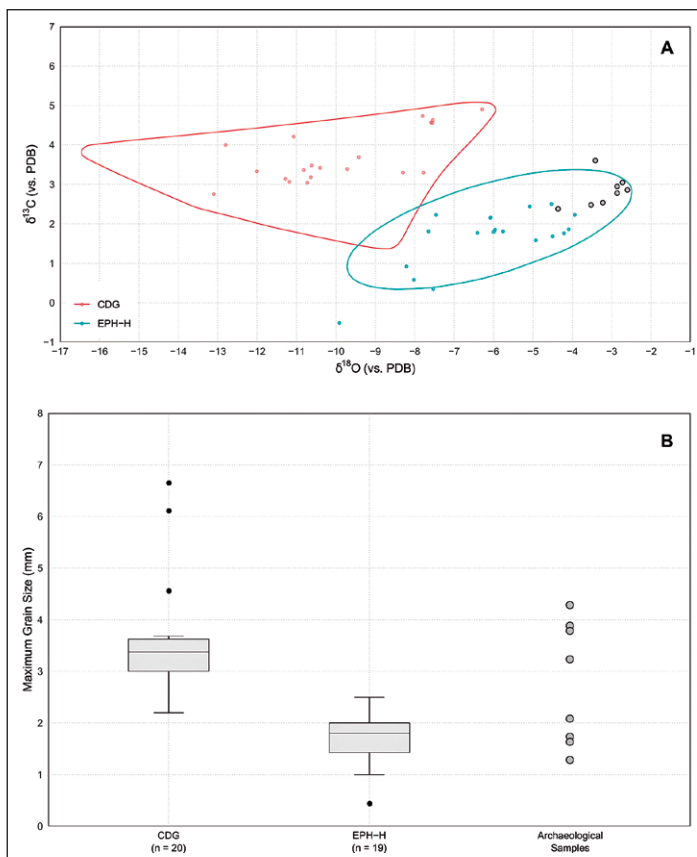 A
7
6
5
4
3
2
1
0
−1
δ13C (vs. PDB)
CDG
EPH−H
−17 −16 −15 −14 −13 −12 −11 −10 −9 −8 −7 −6 −5 −4 −3 −2 −1
δ18O (vs. PDB)
B
8
7
6
5
4
3
2
1
0
Maximum Grain Size (mm)
CDG EPH−H Archaeological
(n = 20) (n = 19) Samples